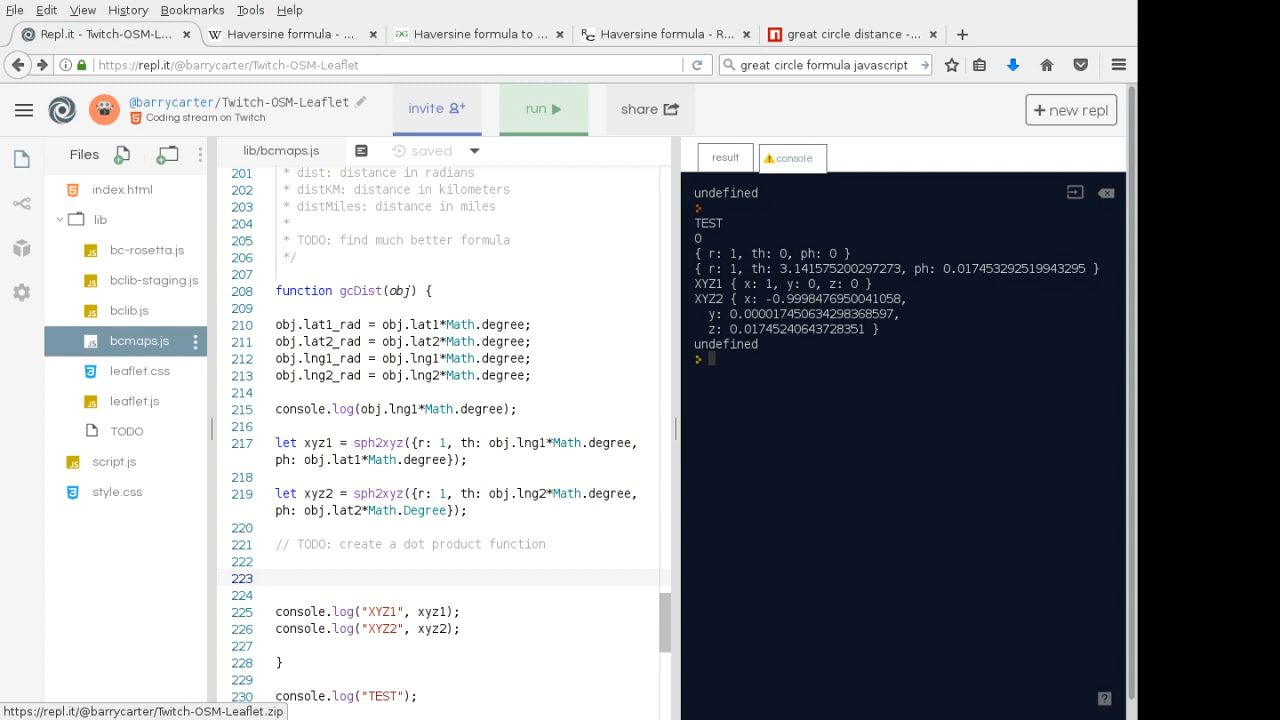 File Edit View History Bookmarks Tools Help
Repl.it - Twitch-OSM-L... × Haversine formula - ... × Haversine formula to ... × Haversine formula - R... × great circle distance -... ×
https://repl.it/@barrycarter/Twitch-OSM-Leaflet
great circle formula javascript
@barrycarter/Twitch-OSM-Leaflet
Coding stream on Twitch
invite
run
share
+ new repl
Files
index.html
lib
bc-rosetta.js
bclib-staging.js
bclib.js
bcmaps.js
leaflet.css
leaflet.js
TODO
script.js
style.css
lib/bcmaps.js
saved
201 * dist: distance in radians
202 * distKM: distance in kilometers
203 * distMiles: distance in miles
204 *
205 * TODO: find much better formula
206 */
207
208 function gcDist(obj) {
209
210 obj.lat1_rad = obj.lat1*Math.degree;
211 obj.lat2_rad = obj.lat2*Math.degree;
212 obj.lng1_rad = obj.lng1*Math.degree;
213 obj.lng2_rad = obj.lng2*Math.degree;
214
215 console.log(obj.lng1*Math.degree);
216
217 let xyz1 = sph2xyz({r: 1, th: obj.lng1*Math.degree,
ph: obj.lat1*Math.degree});
218
219 let xyz2 = sph2xyz({r: 1, th: obj.lng2*Math.degree,
ph: obj.lat2*Math.Degree});
220
221 // TODO: create a dot product function
222
223
224
225 console.log("XYZ1", xyz1);
226 console.log("XYZ2", xyz2);
227
228 }
229
230 console.log("TEST");
result
console
undefined
>
TEST
0
{ r: 1, th: 0, ph: 0 }
{ r: 1, th: 3.141575200297273, ph: 0.017453292519943295 }
XYZ1 { x: 1, y: 0, z: 0 }
XYZ2 { x: -0.9998476950041058,
y: 0.000017450634298368597,
z: 0.01745240643728351 }
undefined
>
?
https://repl.it/@barrycarter/Twitch-OSM-Leaflet.zip